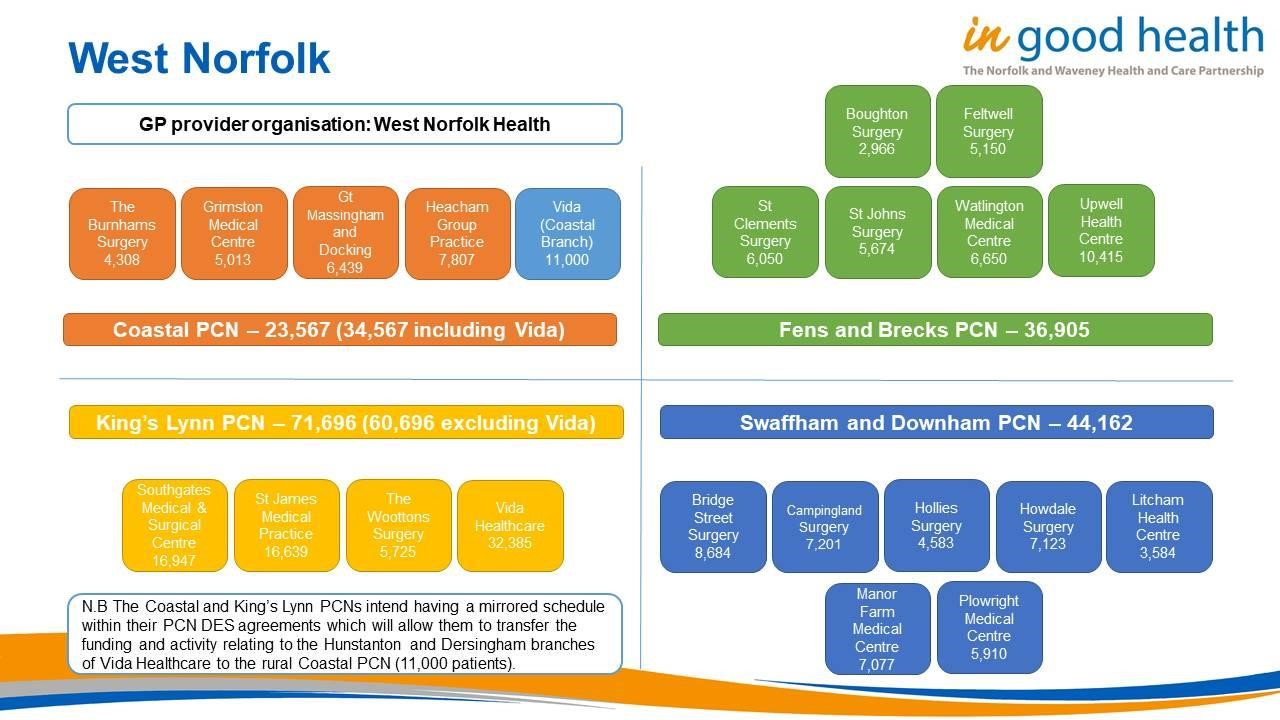 West Norfolk
in good health
The Norfolk and Waveney Health and Care Partnership
GP provider organisation: West Norfolk Health
The
Burnhams
Surgery
4,308
Grimston
Medical
Centre
5,013
Gt
Massingham
and
Docking
6,439
Heacham
Group
Practice
7,807
Vida
(Coastal
Branch)
11,000
Coastal PCN – 23,567 (34,567 including Vida)
Boughton
Surgery
2,966
Feltwell
Surgery
5,150
St
Clements
Surgery
6,050
St Johns
Surgery
5,674
Watlington
Medical
Centre
6,650
Upwell
Health
Centre
10,415
Fens and Brecks PCN – 36,905
King's Lynn PCN – 71,696 (60,696 excluding Vida)
Southgates
Medical &
Surgical
Centre
16,947
St James
Medical
Practice
16,639
The
Woottons
Surgery
5,725
Vida
Healthcare
32,385
N.B The Coastal and King's Lynn PCNs intend having a mirrored schedule
within their PCN DES agreements which will allow them to transfer the
funding and activity relating to the Hunstanton and Dersingham branches
of Vida Healthcare to the rural Coastal PCN (11,000 patients).
Swaffham and Downham PCN – 44,162
Bridge
Street
Surgery
8,684
Campingland
Surgery
7,201
Hollies
Surgery
4,583
Howdale
Surgery
7,123
Litcham
Health
Centre
3,584
Manor
Farm
Medical
Centre
7,077
Plowright
Medical
Centre
5,910